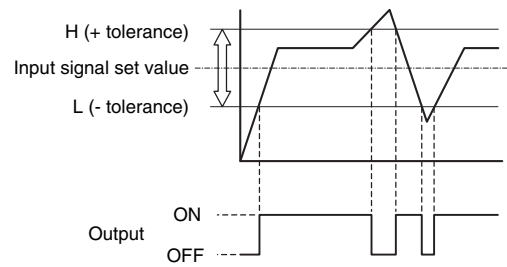 H (+ tolerance)
Input signal set value
L (- tolerance)
ON
Output
OFF